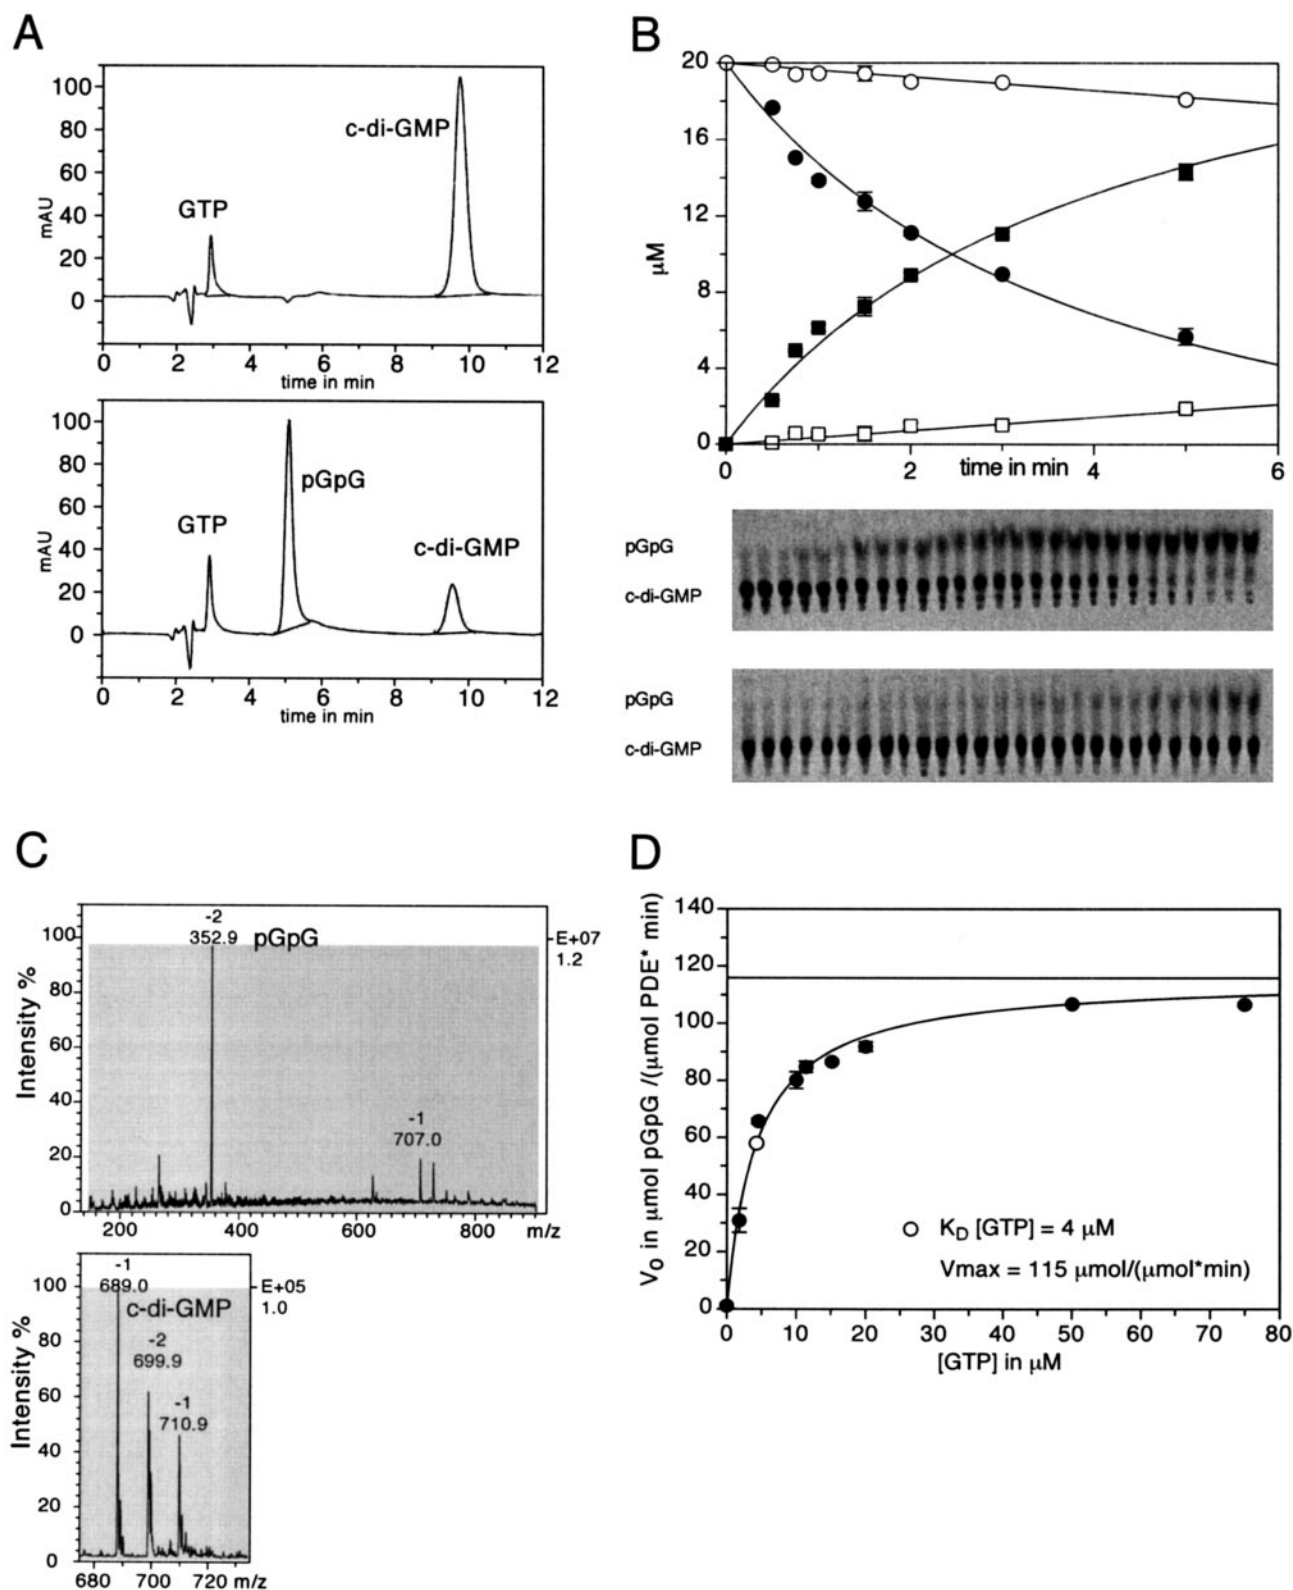 A
100
80
60
40
20
0
mAU
GTP
c-di-GMP
0 2 4 6 8 10 12
time in min
100
80
60
40
20
0
mAU
GTP
pGpG
c-di-GMP
0 2 4 6 8 10 12
time in min
B
20
16
12
8
4
0
µM
0 2 4 6
time in min
pGpG
c-di-GMP
pGpG
c-di-GMP
C
100
80
60
40
20
0
Intensity %
-2
352.9
pGpG
-1
707.0
E+07
1.2
200 400 600 800 m/z
100
80
60
40
20
0
Intensity %
-1
689.0
c-di-GMP
-2
699.9
-1
710.9
E+05
1.0
680 700 720 m/z
D
140
120
100
80
60
40
20
0
V0 in µmol pGpG /(µmol PDE* min)
KD [GTP] = 4 µM
Vmax = 115 µmol/(µmol*min)
0 10 20 30 40 50 60 70 80
[GTP] in µM